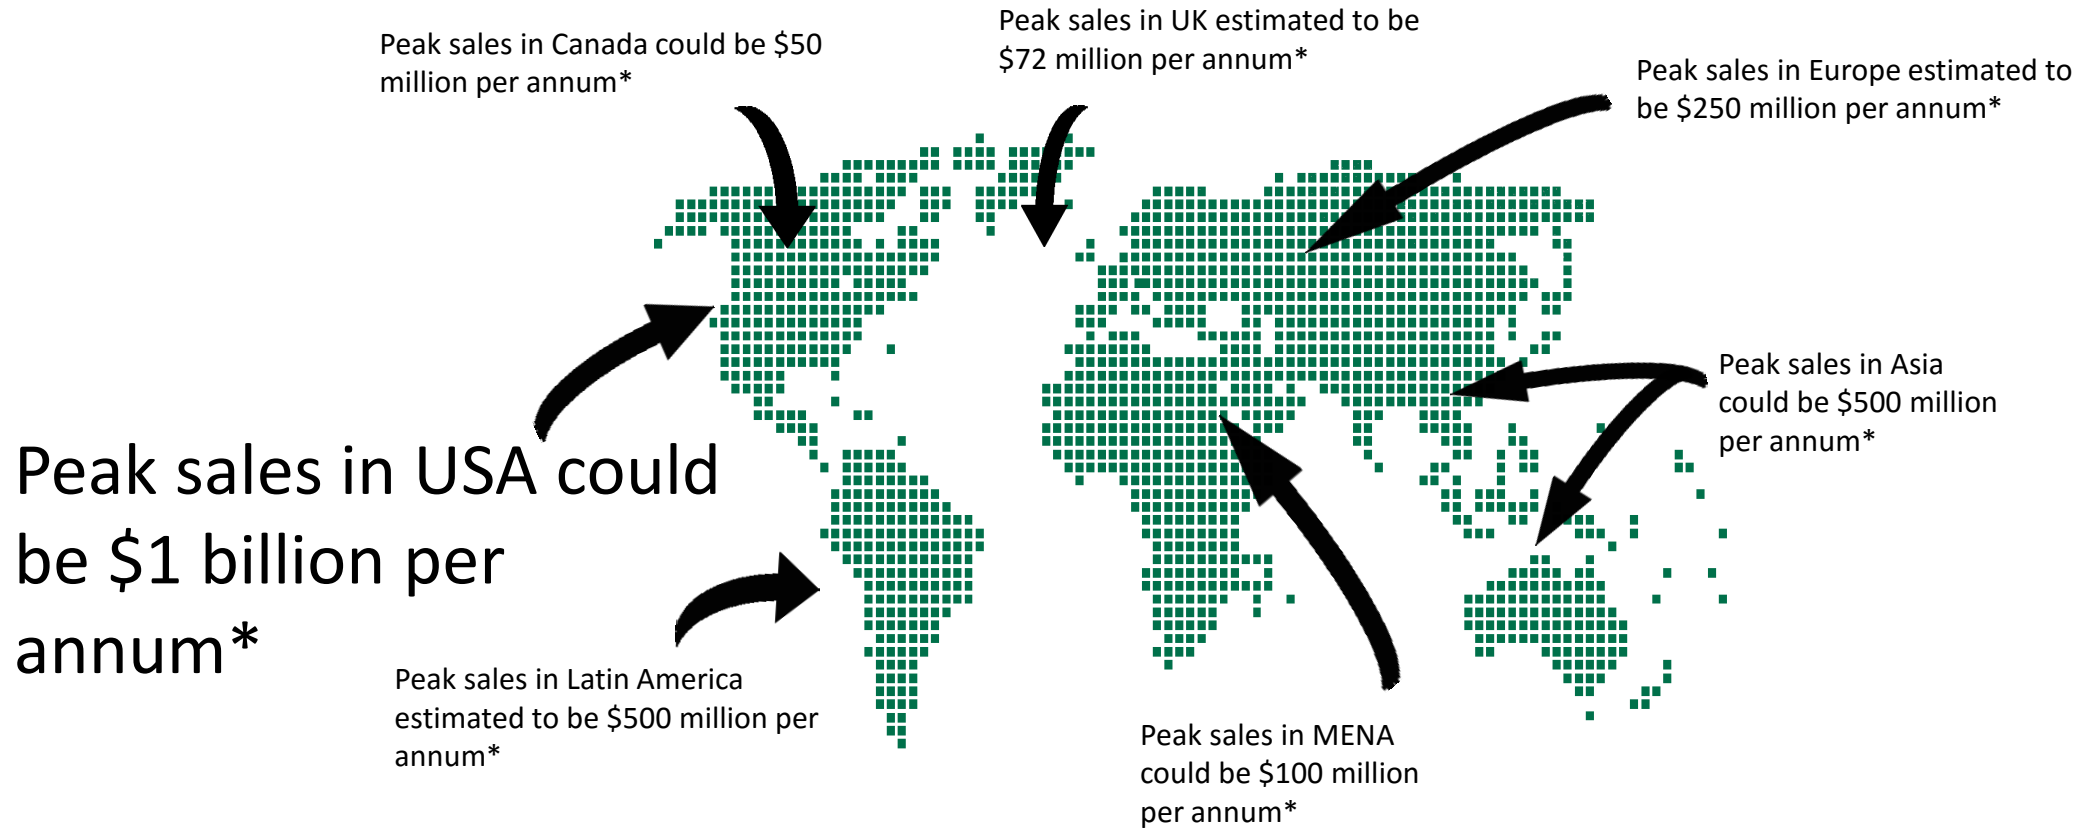 Peak sales in Canada could be $50
million per annum*
Peak sales in UK estimated to be
$72 million per annum*
Peak sales in Europe estimated to
be $250 million per annum*
Peak sales in Asia
could be $500 million
per annum*
Peak sales in USA could
be $1 billion per
annum*
Peak sales in Latin America
estimated to be $500 million per
annum*
Peak sales in MENA
could be $100 million
per annum*